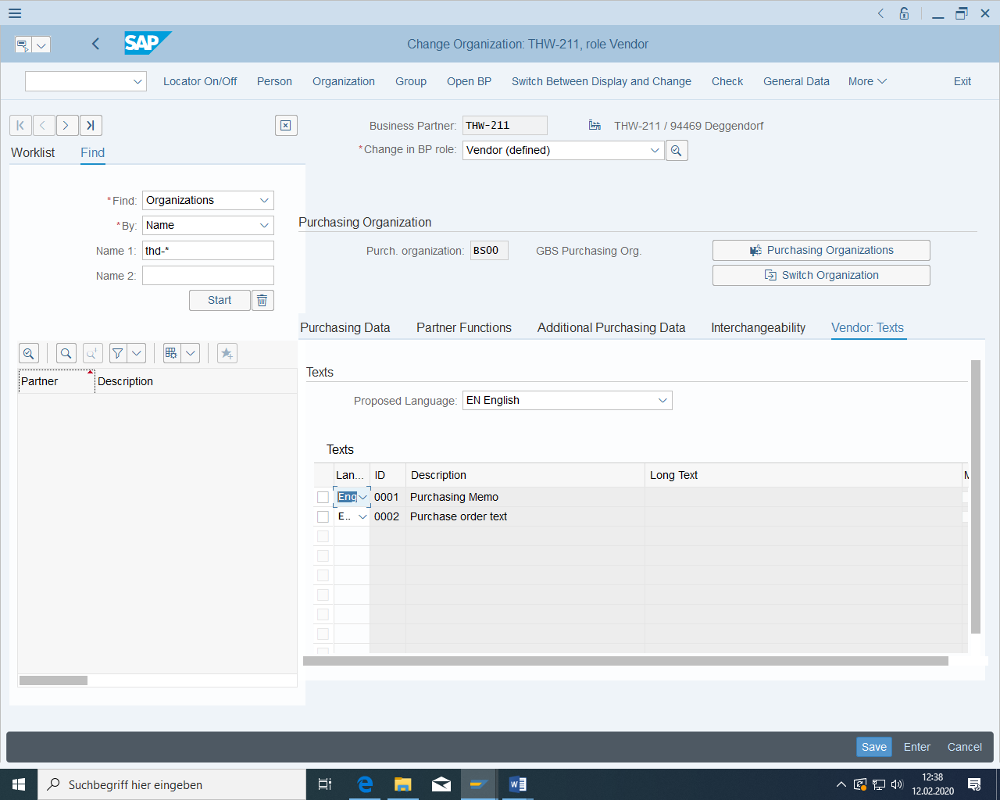 SAP
Change Organization: THW-211, role Vendor
Locator On/Off Person Organization Group Open BP Switch Between Display and Change Check General Data More Exit
Business Partner: THW-211 THW-211 / 94469 Deggendorf
*Change in BP role: Vendor (defined)
Worklist Find
*Find: Organizations
*By: Name
Name 1: thd-*
Name 2:
Start
Partner Description
Purchasing Organization
Purch. organization: BS00 GBS Purchasing Org. Purchasing Organizations
Switch Organization
Purchasing Data Partner Functions Additional Purchasing Data Interchangeability Vendor: Texts
Texts
Proposed Language: EN English
Texts
Lan... ID Description Long Text
Eng 0001 Purchasing Memo
E... 0002 Purchase order text
Save Enter Cancel
Suchbegriff hier eingeben
12:38
12.02.2020